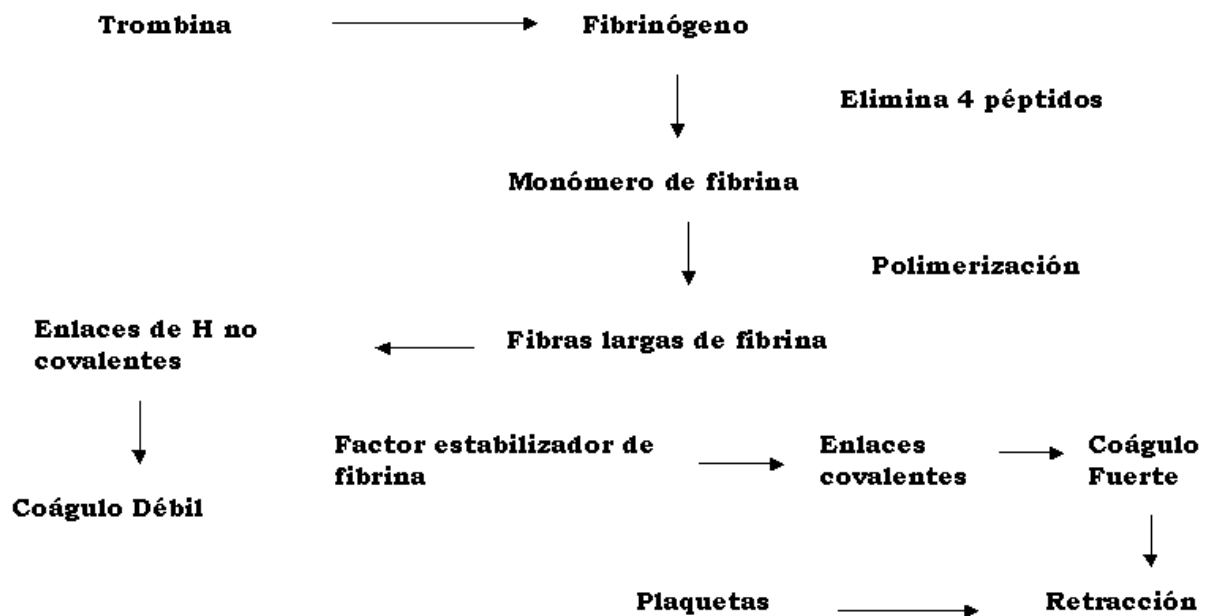 Trombina
Fibrinógeno
Elimina 4 péptidos
Monómero de fibrina
Polimerización
Enlaces de H no
covalentes
Fibras largas de fibrina
Factor estabilizador de
fibrina
Enlaces
covalentes
Coágulo
Fuerte
Coágulo Débil
Plaquetas
Retracción